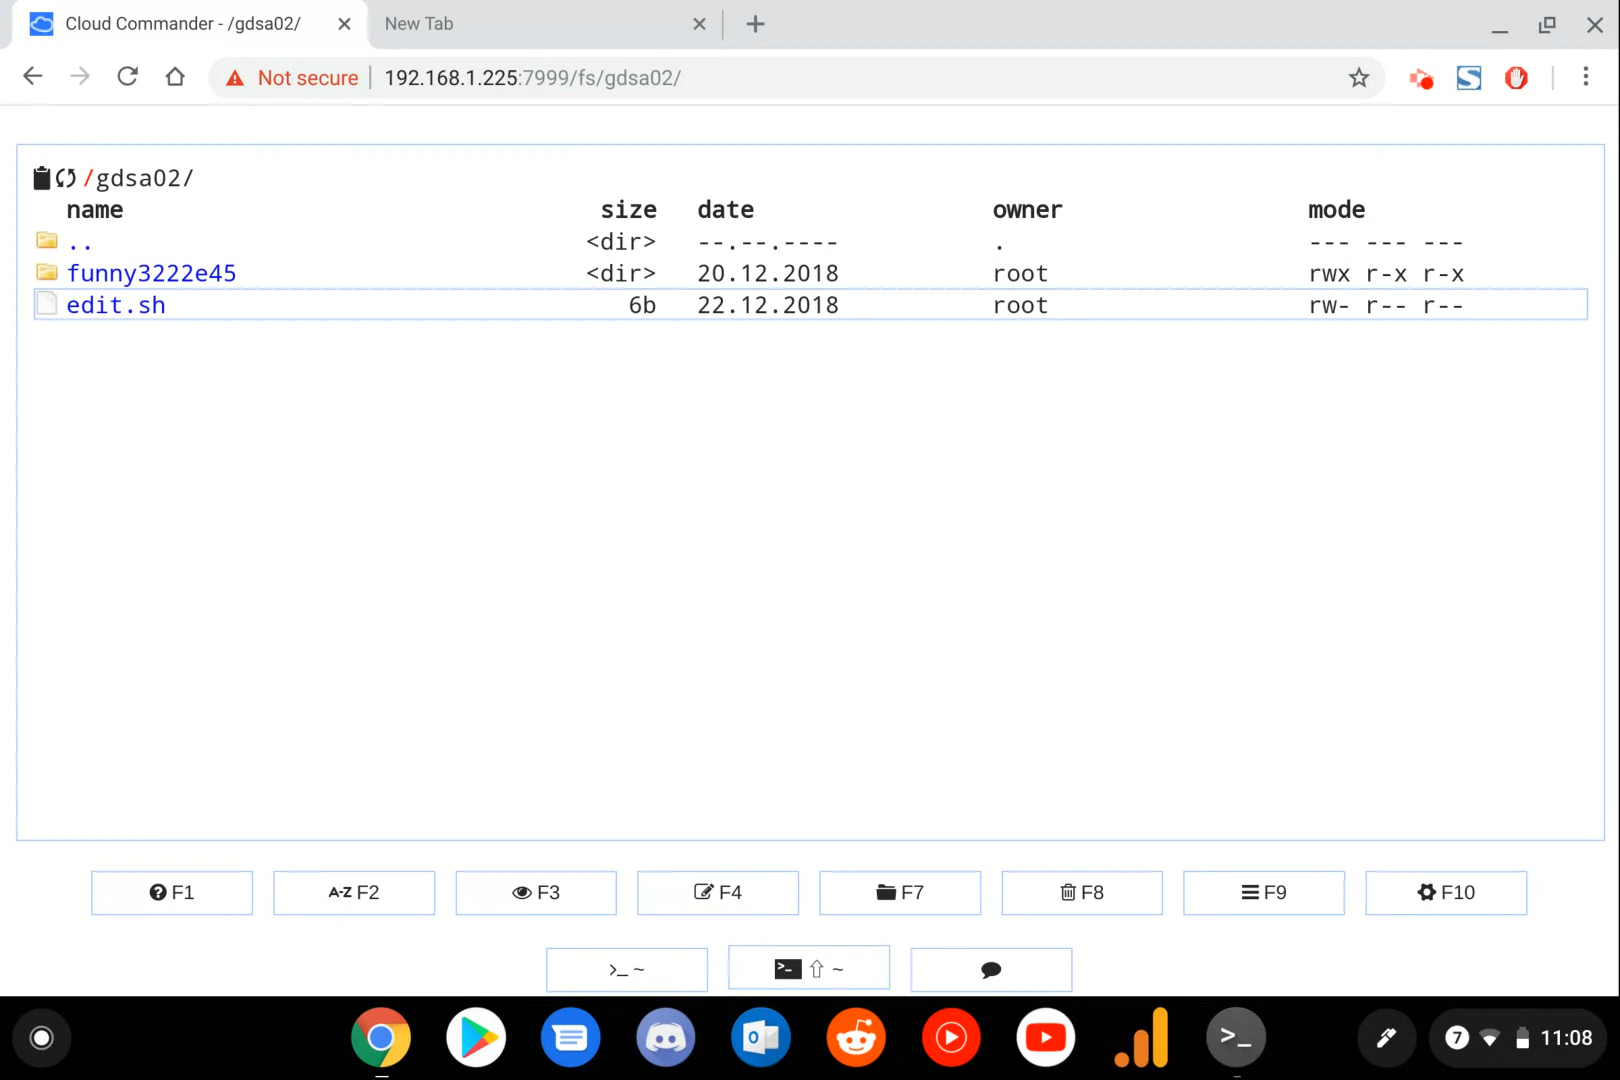 Cloud Commander - /gdsa02/
New Tab
Not secure 192.168.1.225:7999/fs/gdsa02/
/gdsa02/
name size date owner mode
.. <dir> --.--.---- . --- --- ---
funny3222e45 <dir> 20.12.2018 root rwx r-x r-x
edit.sh 6b 22.12.2018 root rw- r-- r--
F1 A-Z F2 F3 F4 F7 F8 F9 F10
>_ ~ >_ ⇧ ~
7 11:08